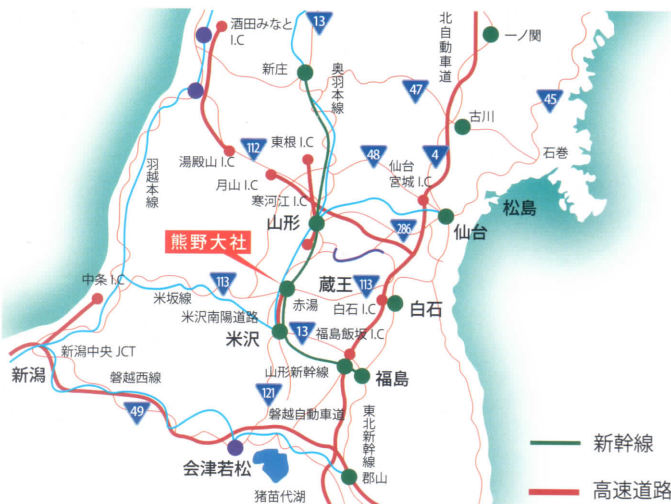 酒田みなと
I.C
13
北自動車道
一ノ関
新庄
奥羽本線
47
45
古川
羽越本線
湯殿山 I.C
112
東根 I.C
48
仙台
宮城 I.C
4
石巻
月山 I.C
寒河江 I.C
山形
286
仙台
松島
熊野大社
中条 I.C
113
米坂線
赤湯
蔵王
113
白石 I.C
白石
米沢南陽道路
米沢
13
福島飯坂 I.C
新潟中央 JCT
新潟
磐越西線
山形新幹線
福島
49
121
磐越自動車道
東北新幹線
会津若松
猪苗代湖
郡山
新幹線
高速道路